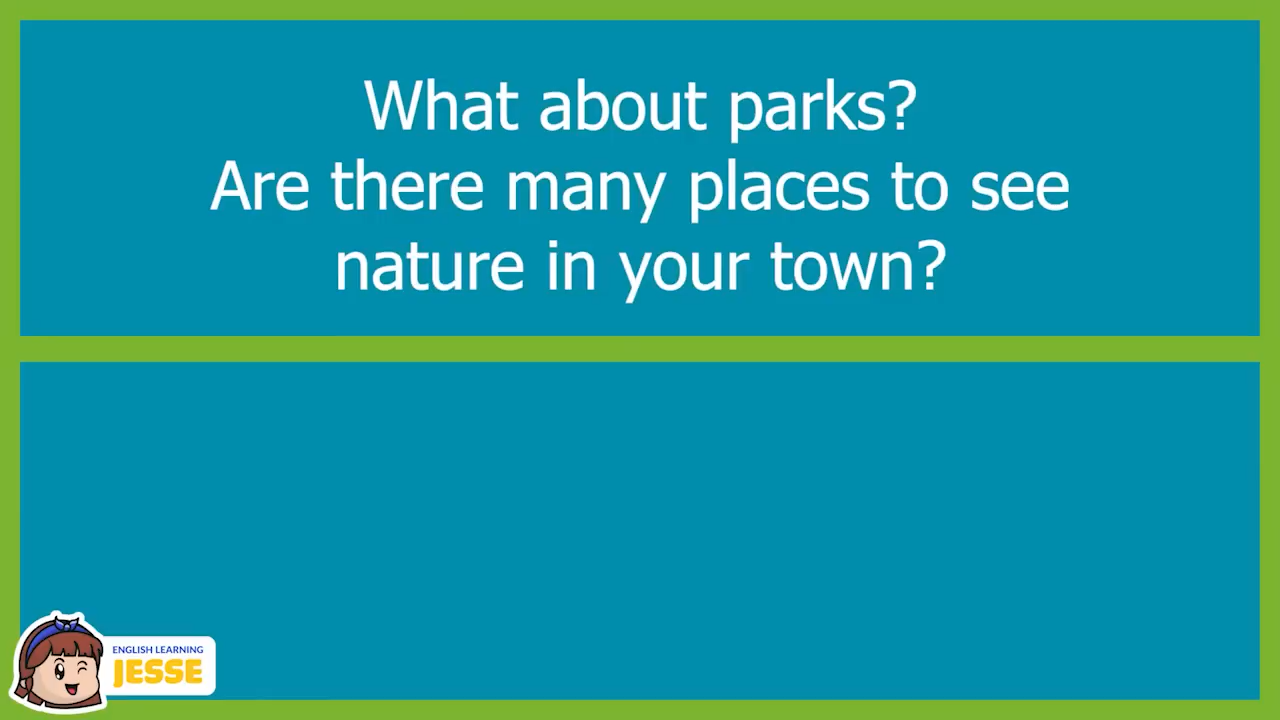 What about parks?
Are there many places to see
nature in your town?
ENGLISH LEARNING
JESSE